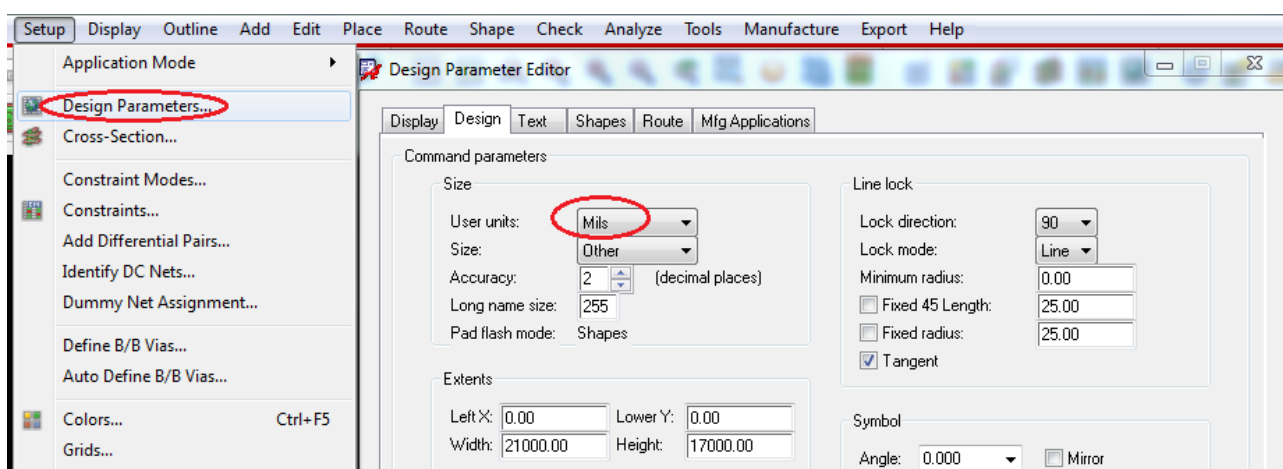 Setup Display Outline Add Edit Place Route Shape Check Analyze Tools Manufacture Export Help
Application Mode
Design Parameters...
Cross-Section...
Constraint Modes...
Constraints...
Add Differential Pairs...
Identify DC Nets...
Dummy Net Assignment...
Define B/B Vias...
Auto Define B/B Vias...
Colors... Ctrl+F5
Grids...
Design Parameter Editor
Display Design Text Shapes Route Mfg Applications
Command parameters
Size
User units: Mils
Size: Other
Accuracy: 2 (decimal places)
Long name size: 255
Pad flash mode: Shapes
Extents
Left X: 0.00 Lower Y: 0.00
Width: 21000.00 Height: 17000.00
Line lock
Lock direction: 90
Lock mode: Line
Minimum radius: 0.00
Fixed 45 Length: 25.00
Fixed radius: 25.00
Tangent
Symbol
Angle: 0.000 Mirror